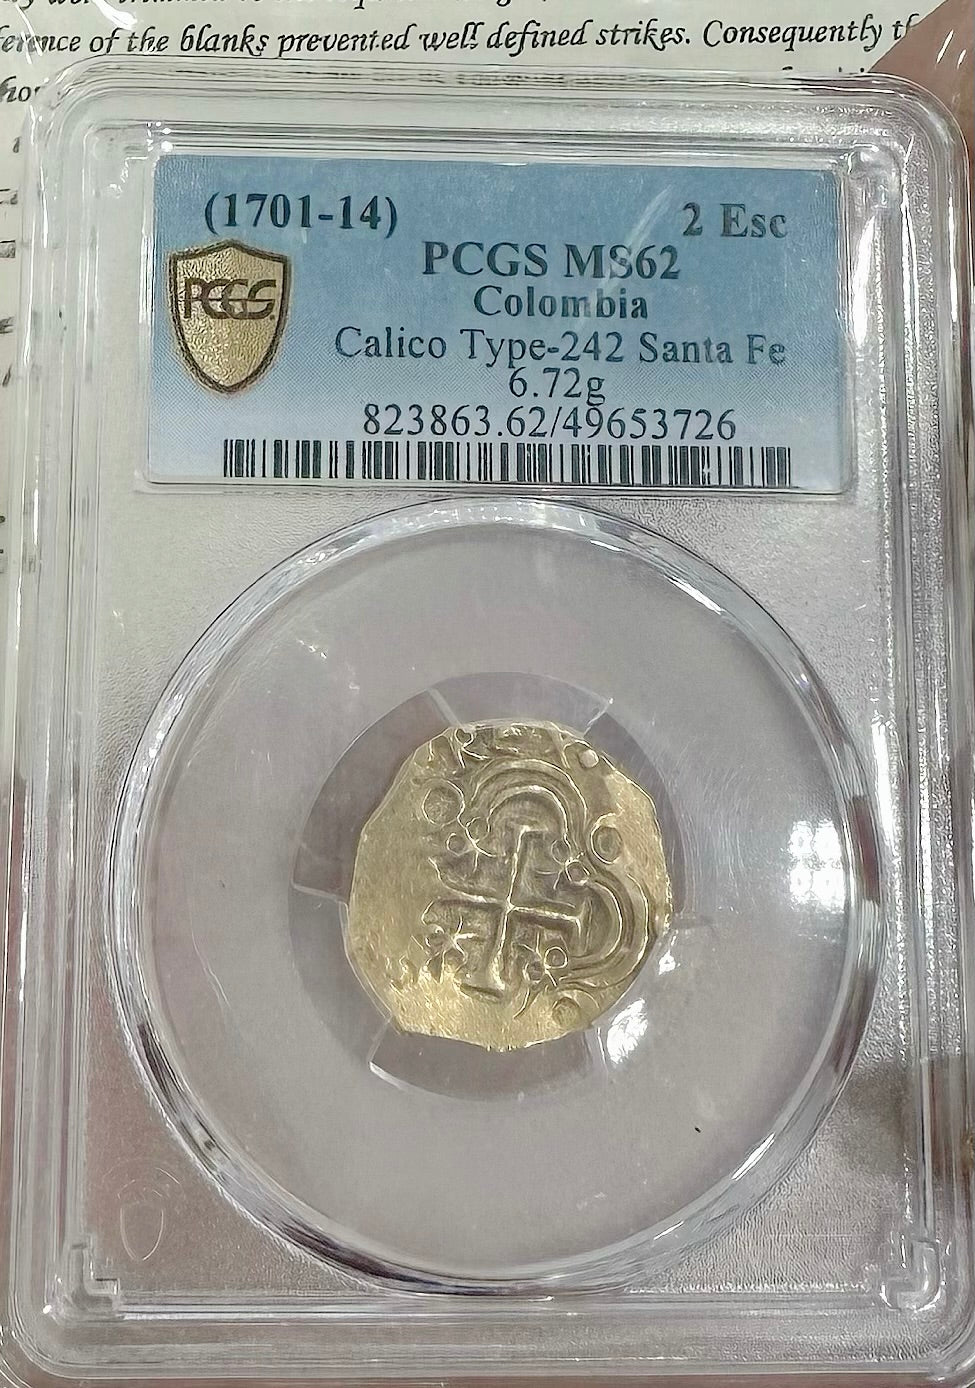 ference of the blanks prevented well defined strikes. Consequently
(1701-14) 2 Esc
PCGS MS62
PCGS
Colombia
Calico Type-242 Santa Fe
6.72g
823863.62/49653726